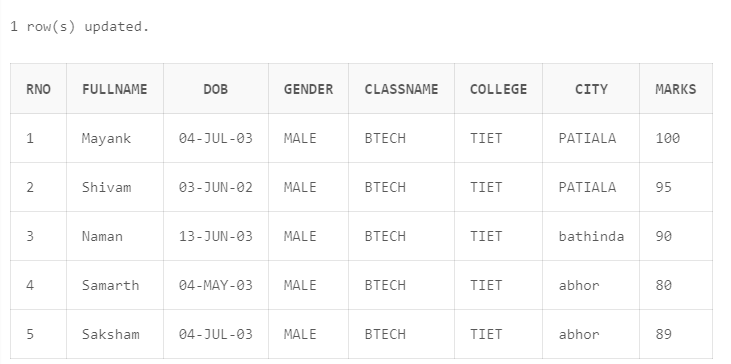 1 row(s) updated.
RNO FULLNAME DOB GENDER CLASSNAME COLLEGE CITY MARKS
1 Mayank 04-JUL-03 MALE BTECH TIET PATIALA 100
2 Shivam 03-JUN-02 MALE BTECH TIET PATIALA 95
3 Naman 13-JUN-03 MALE BTECH TIET bathinda 90
4 Samarth 04-MAY-03 MALE BTECH TIET abhor 80
5 Saksham 04-JUL-03 MALE BTECH TIET abhor 89